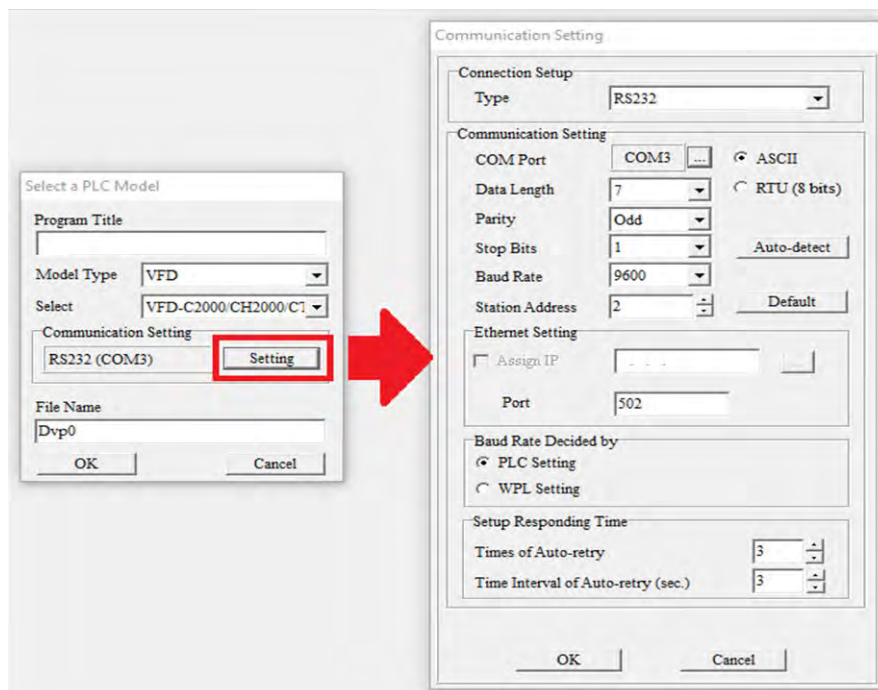 Select a PLC Model
Program Title
Model Type VFD
Select VFD-C2000/CH2000/CT
Communication Setting
RS232 (COM3) Setting
File Name
Dvp0
OK Cancel
Communication Setting
Connection Setup
Type RS232
Communication Setting
COM Port COM3 ... ASCII
Data Length 7 RTU (8 bits)
Parity Odd
Stop Bits 1 Auto-detect
Baud Rate 9600
Station Address 2 Default
Ethernet Setting
Assign IP . . . ...
Port 502
Baud Rate Decided by
PLC Setting
WPL Setting
Setup Responding Time
Times of Auto-retry 3
Time Interval of Auto-retry (sec.) 3
OK Cancel